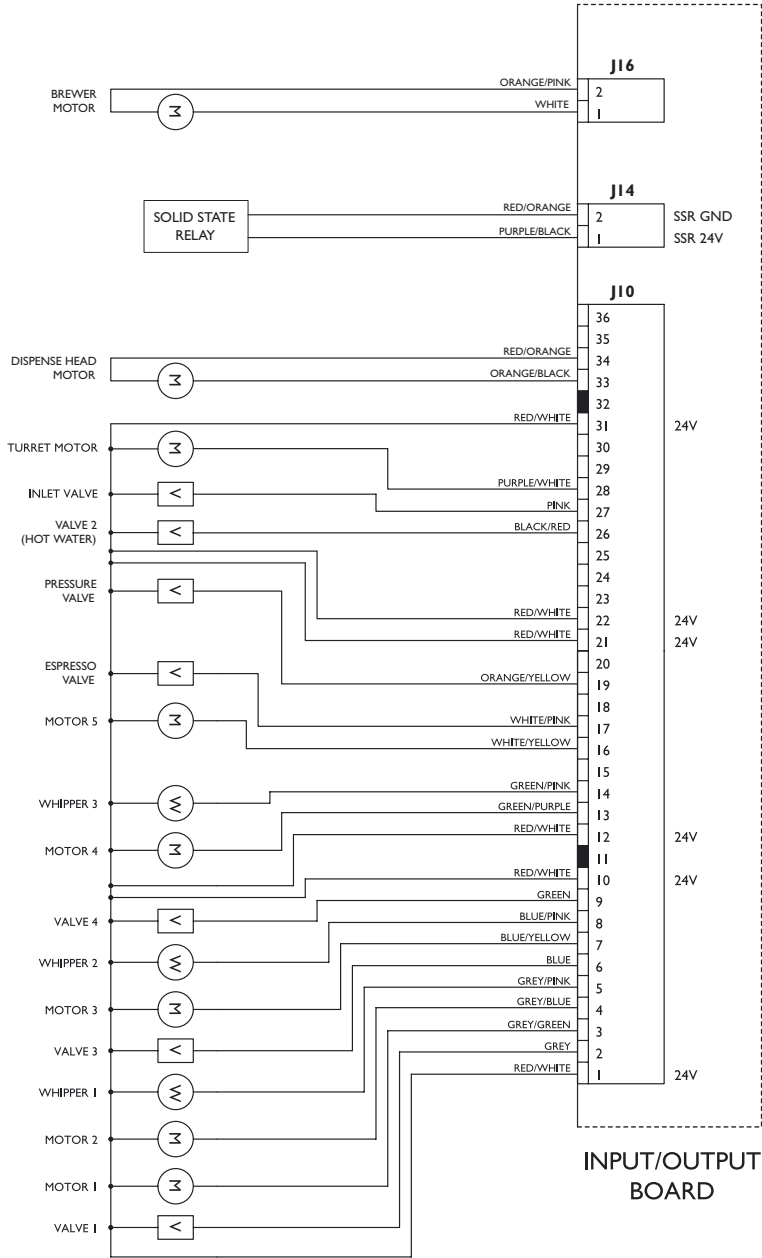 J16
ORANGE/PINK
2
BREWER
MOTOR
M
WHITE
1
J14
SOLID STATE
RELAY
RED/ORANGE
2
SSR GND
PURPLE/BLACK
1
SSR 24V
J10
36
35
DISPENSE HEAD
MOTOR
M
RED/ORANGE
34
ORANGE/BLACK
33
32
RED/WHITE
31
24V
TURRET MOTOR
M
30
29
PURPLE/WHITE
28
INLET VALVE
V
PINK
27
VALVE 2
(HOT WATER)
V
BLACK/RED
26
25
24
PRESSURE
VALVE
V
23
RED/WHITE
22
24V
RED/WHITE
21
24V
20
ESPRESSO
VALVE
V
ORANGE/YELLOW
19
18
MOTOR 5
M
WHITE/PINK
17
WHITE/YELLOW
16
15
WHIPPER 3
W
GREEN/PINK
14
GREEN/PURPLE
13
MOTOR 4
M
RED/WHITE
12
24V
11
RED/WHITE
10
24V
GREEN
9
VALVE 4
V
BLUE/PINK
8
BLUE/YELLOW
7
WHIPPER 2
W
BLUE
6
GREY/PINK
5
MOTOR 3
M
GREY/BLUE
4
GREY/GREEN
3
VALVE 3
V
GREY
2
RED/WHITE
1
24V
WHIPPER 1
W
MOTOR 2
M
MOTOR 1
M
VALVE 1
V
INPUT/OUTPUT
BOARD